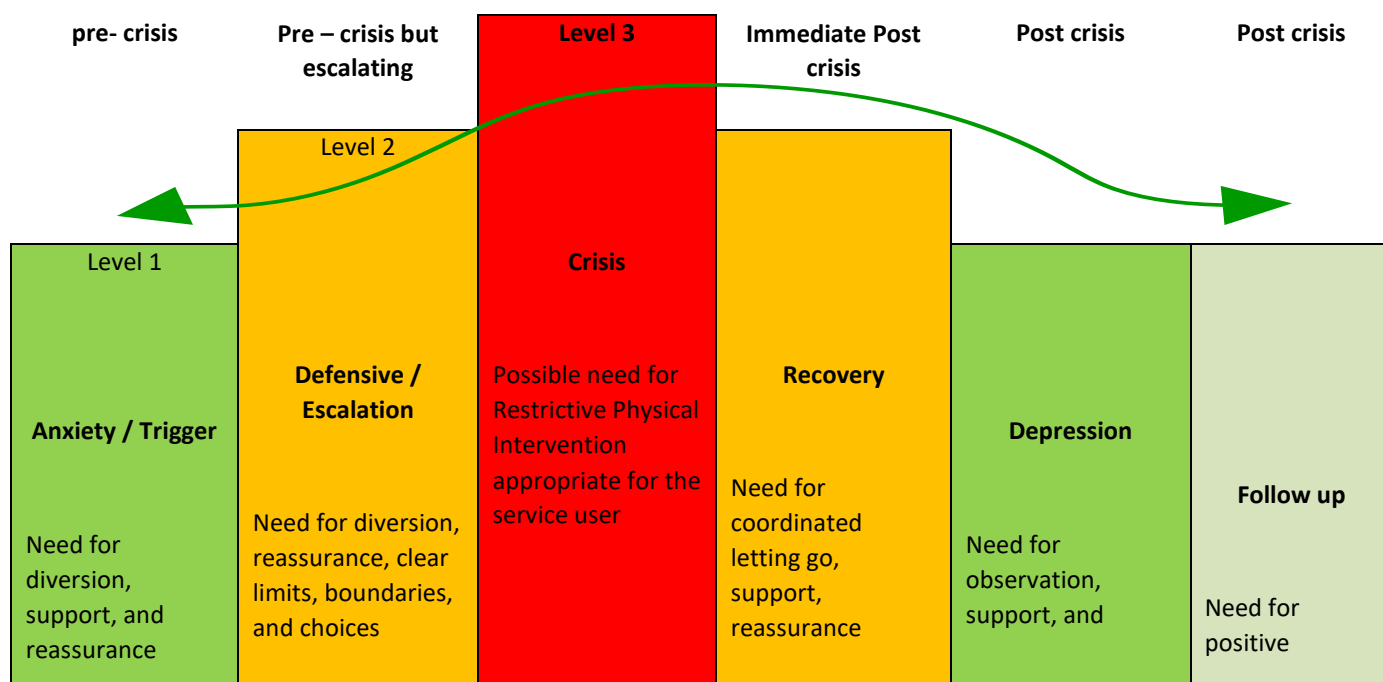 pre- crisis
Pre – crisis but
escalating
Level 3
Immediate Post
crisis
Post crisis
Post crisis
Level 2
Level 1
Crisis
Anxiety / Trigger
Need for
diversion,
support, and
reassurance
Defensive /
Escalation
Need for diversion,
reassurance, clear
limits, boundaries,
and choices
Possible need for
Restrictive Physical
Intervention
appropriate for the
service user
Recovery
Need for
coordinated
letting go,
support,
reassurance
Depression
Need for
observation,
support, and
Follow up
Need for
positive